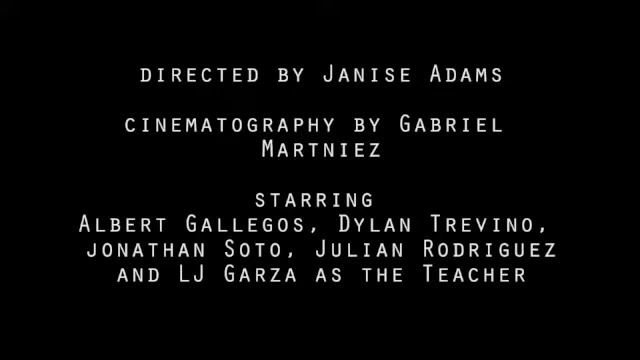 DIRECTED BY JANISE ADAMS
CINEMATOGRAPHY BY GABRIEL
MARTNIEZ
STARRING
ALBERT GALLEGOS, DYLAN TREVINO,
JONATHAN SOTO, JULIAN RODRIGUEZ
AND LJ GARZA AS THE TEACHER